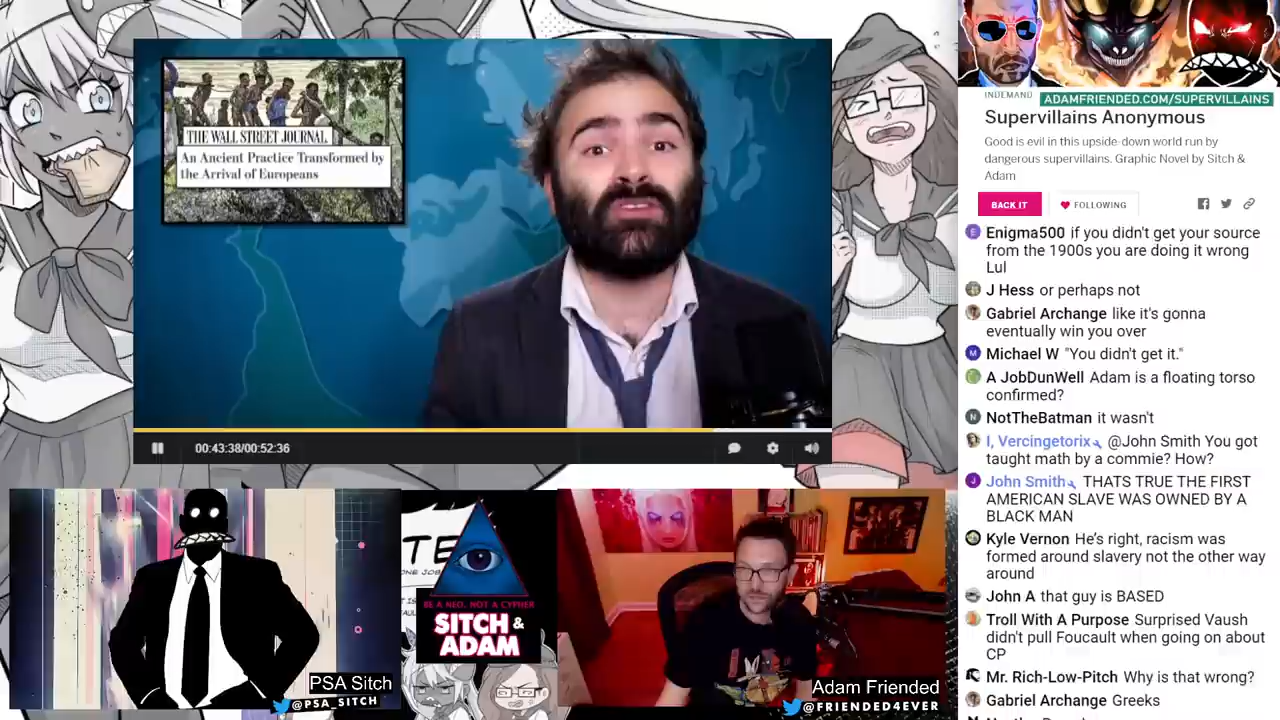 THE WALL STREET JOURNAL.
An Ancient Practice Transformed by
the Arrival of Europeans
00:43:38/00:52:36
PSA Sitch
@PSA_SITCH
BE A NEO, NOT A CYPHER
SITCH &
ADAM
Adam Friended
@FRIENDED4EVER
INDEMAND
ADAMFRIENDED.COM/SUPERVILLAINS
Supervillains Anonymous
Good is evil in this upside-down world run by
dangerous supervillains. Graphic Novel by Sitch &
Adam
BACK IT
FOLLOWING
Enigma500 if you didn't get your source
from the 1900s you are doing it wrong
Lul
J Hess or perhaps not
Gabriel Archange like it's gonna
eventually win you over
Michael W "You didn't get it."
A JobDunWell Adam is a floating torso
confirmed?
NotTheBatman it wasn't
I, Vercingetorix @John Smith You got
taught math by a commie? How?
John Smith THATS TRUE THE FIRST
AMERICAN SLAVE WAS OWNED BY A
BLACK MAN
Kyle Vernon He's right, racism was
formed around slavery not the other way
around
John A that guy is BASED
Troll With A Purpose Surprised Vaush
didn't pull Foucault when going on about
CP
Mr. Rich-Low-Pitch Why is that wrong?
Gabriel Archange Greeks